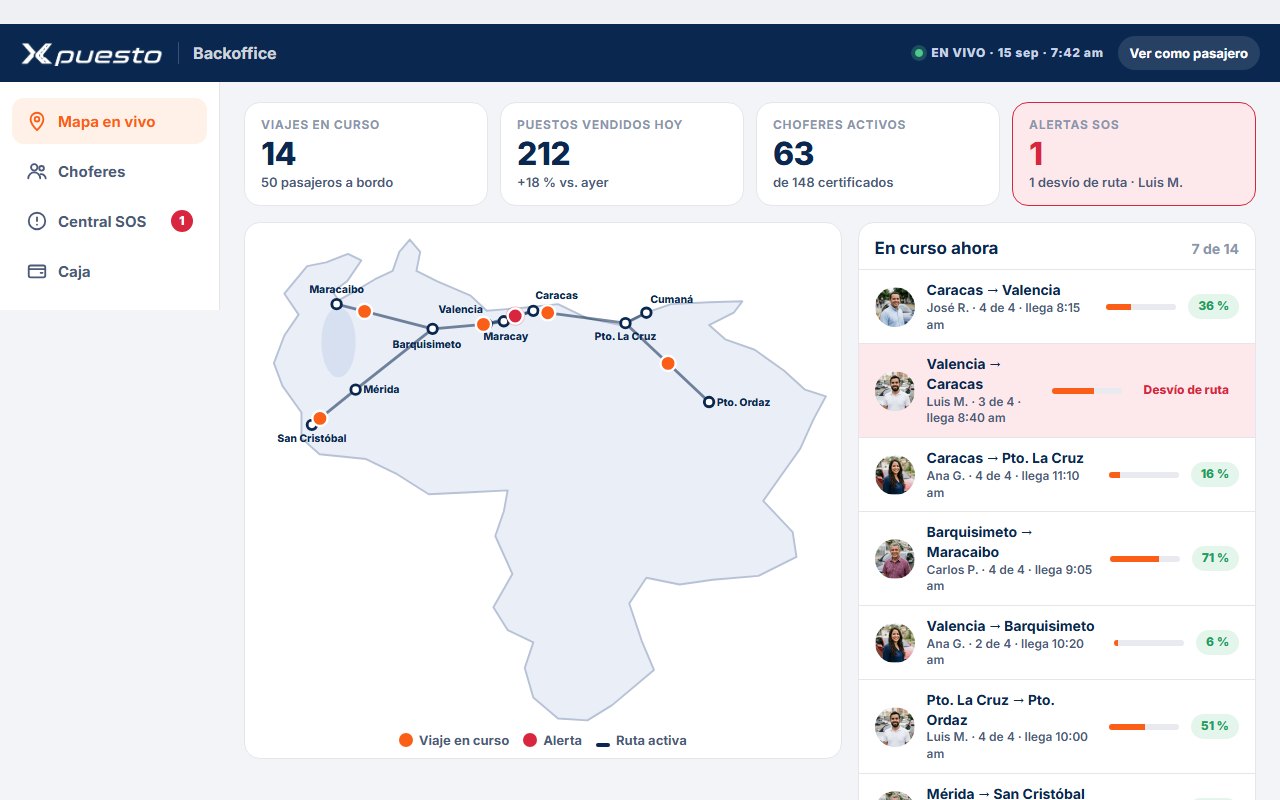 Xpuesto
Backoffice
EN VIVO · 15 sep · 7:42 am
Ver como pasajero
Mapa en vivo
Choferes
Central SOS
1
Caja
VIAJES EN CURSO
14
50 pasajeros a bordo
PUESTOS VENDIDOS HOY
212
+18 % vs. ayer
CHOFERES ACTIVOS
63
de 148 certificados
ALERTAS SOS
1
1 desvío de ruta · Luis M.
Maracaibo
Valencia
Caracas
Cumaná
Barquisimeto
Maracay
Pto. La Cruz
Mérida
Pto. Ordaz
San Cristóbal
Viaje en curso
Alerta
Ruta activa
En curso ahora
7 de 14
Caracas → Valencia
José R. · 4 de 4 · llega 8:15
am
36 %
Valencia →
Caracas
Luis M. · 3 de 4 ·
llega 8:40 am
Desvío de ruta
Caracas → Pto. La Cruz
Ana G. · 4 de 4 · llega 11:10
am
16 %
Barquisimeto →
Maracaibo
Carlos P. · 4 de 4 · llega 9:05
am
71 %
Valencia → Barquisimeto
Ana G. · 2 de 4 · llega 10:20
am
6 %
Pto. La Cruz → Pto.
Ordaz
Luis M. · 4 de 4 · llega 10:00
am
51 %
Mérida → San Cristóbal